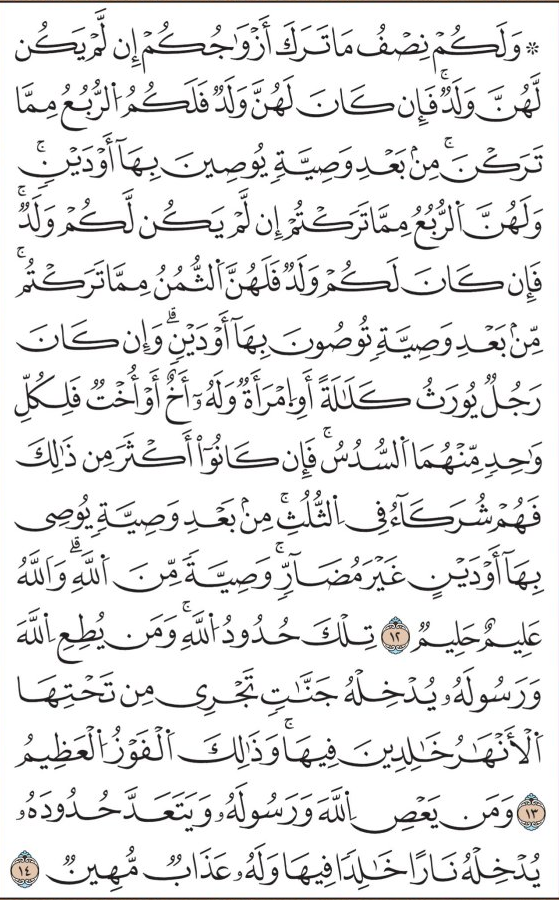 ۞ وَلَكُمْ نِصْفُ مَا تَرَكَ أَزْوَٰجُكُمْ إِن لَّمْ يَكُن
لَّهُنَّ وَلَدٌ ۚ فَإِن كَانَ لَهُنَّ وَلَدٌ فَلَكُمُ ٱلرُّبُعُ مِمَّا
تَرَكْنَ ۚ مِنۢ بَعْدِ وَصِيَّةٍ يُوصِينَ بِهَآ أَوْ دَيْنٍ ۚ
وَلَهُنَّ ٱلرُّبُعُ مِمَّا تَرَكْتُمْ إِن لَّمْ يَكُن لَّكُمْ وَلَدٌ ۚ
فَإِن كَانَ لَكُمْ وَلَدٌ فَلَهُنَّ ٱلثُّمُنُ مِمَّا تَرَكْتُم ۚ
مِّنۢ بَعْدِ وَصِيَّةٍ تُوصُونَ بِهَآ أَوْ دَيْنٍ ۗ وَإِن كَانَ
رَجُلٌ يُورَثُ كَلَٰلَةً أَوِ ٱمْرَأَةٌ وَلَهُۥٓ أَخٌ أَوْ أُخْتٌ فَلِكُلِّ
وَٰحِدٍ مِّنْهُمَا ٱلسُّدُسُ ۚ فَإِن كَانُوٓا۟ أَكْثَرَ مِن ذَٰلِكَ
فَهُمْ شُرَكَآءُ فِى ٱلثُّلُثِ ۚ مِنۢ بَعْدِ وَصِيَّةٍ يُوصِى
بِهَآ أَوْ دَيْنٍ غَيْرَ مُضَآرٍّ ۚ وَصِيَّةً مِّنَ ٱللَّهِ ۗ وَٱللَّهُ
عَلِيمٌ حَلِيمٌ ١٢ تِلْكَ حُدُودُ ٱللَّهِ ۚ وَمَن يُطِعِ ٱللَّهَ
وَرَسُولَهُۥ يُدْخِلْهُ جَنَّٰتٍ تَجْرِى مِن تَحْتِهَا
ٱلْأَنْهَٰرُ خَٰلِدِينَ فِيهَا ۚ وَذَٰلِكَ ٱلْفَوْزُ ٱلْعَظِيمُ
١٣ وَمَن يَعْصِ ٱللَّهَ وَرَسُولَهُۥ وَيَتَعَدَّ حُدُودَهُۥ
يُدْخِلْهُ نَارًا خَٰلِدًا فِيهَا وَلَهُۥ عَذَابٌ مُّهِينٌ ١٤